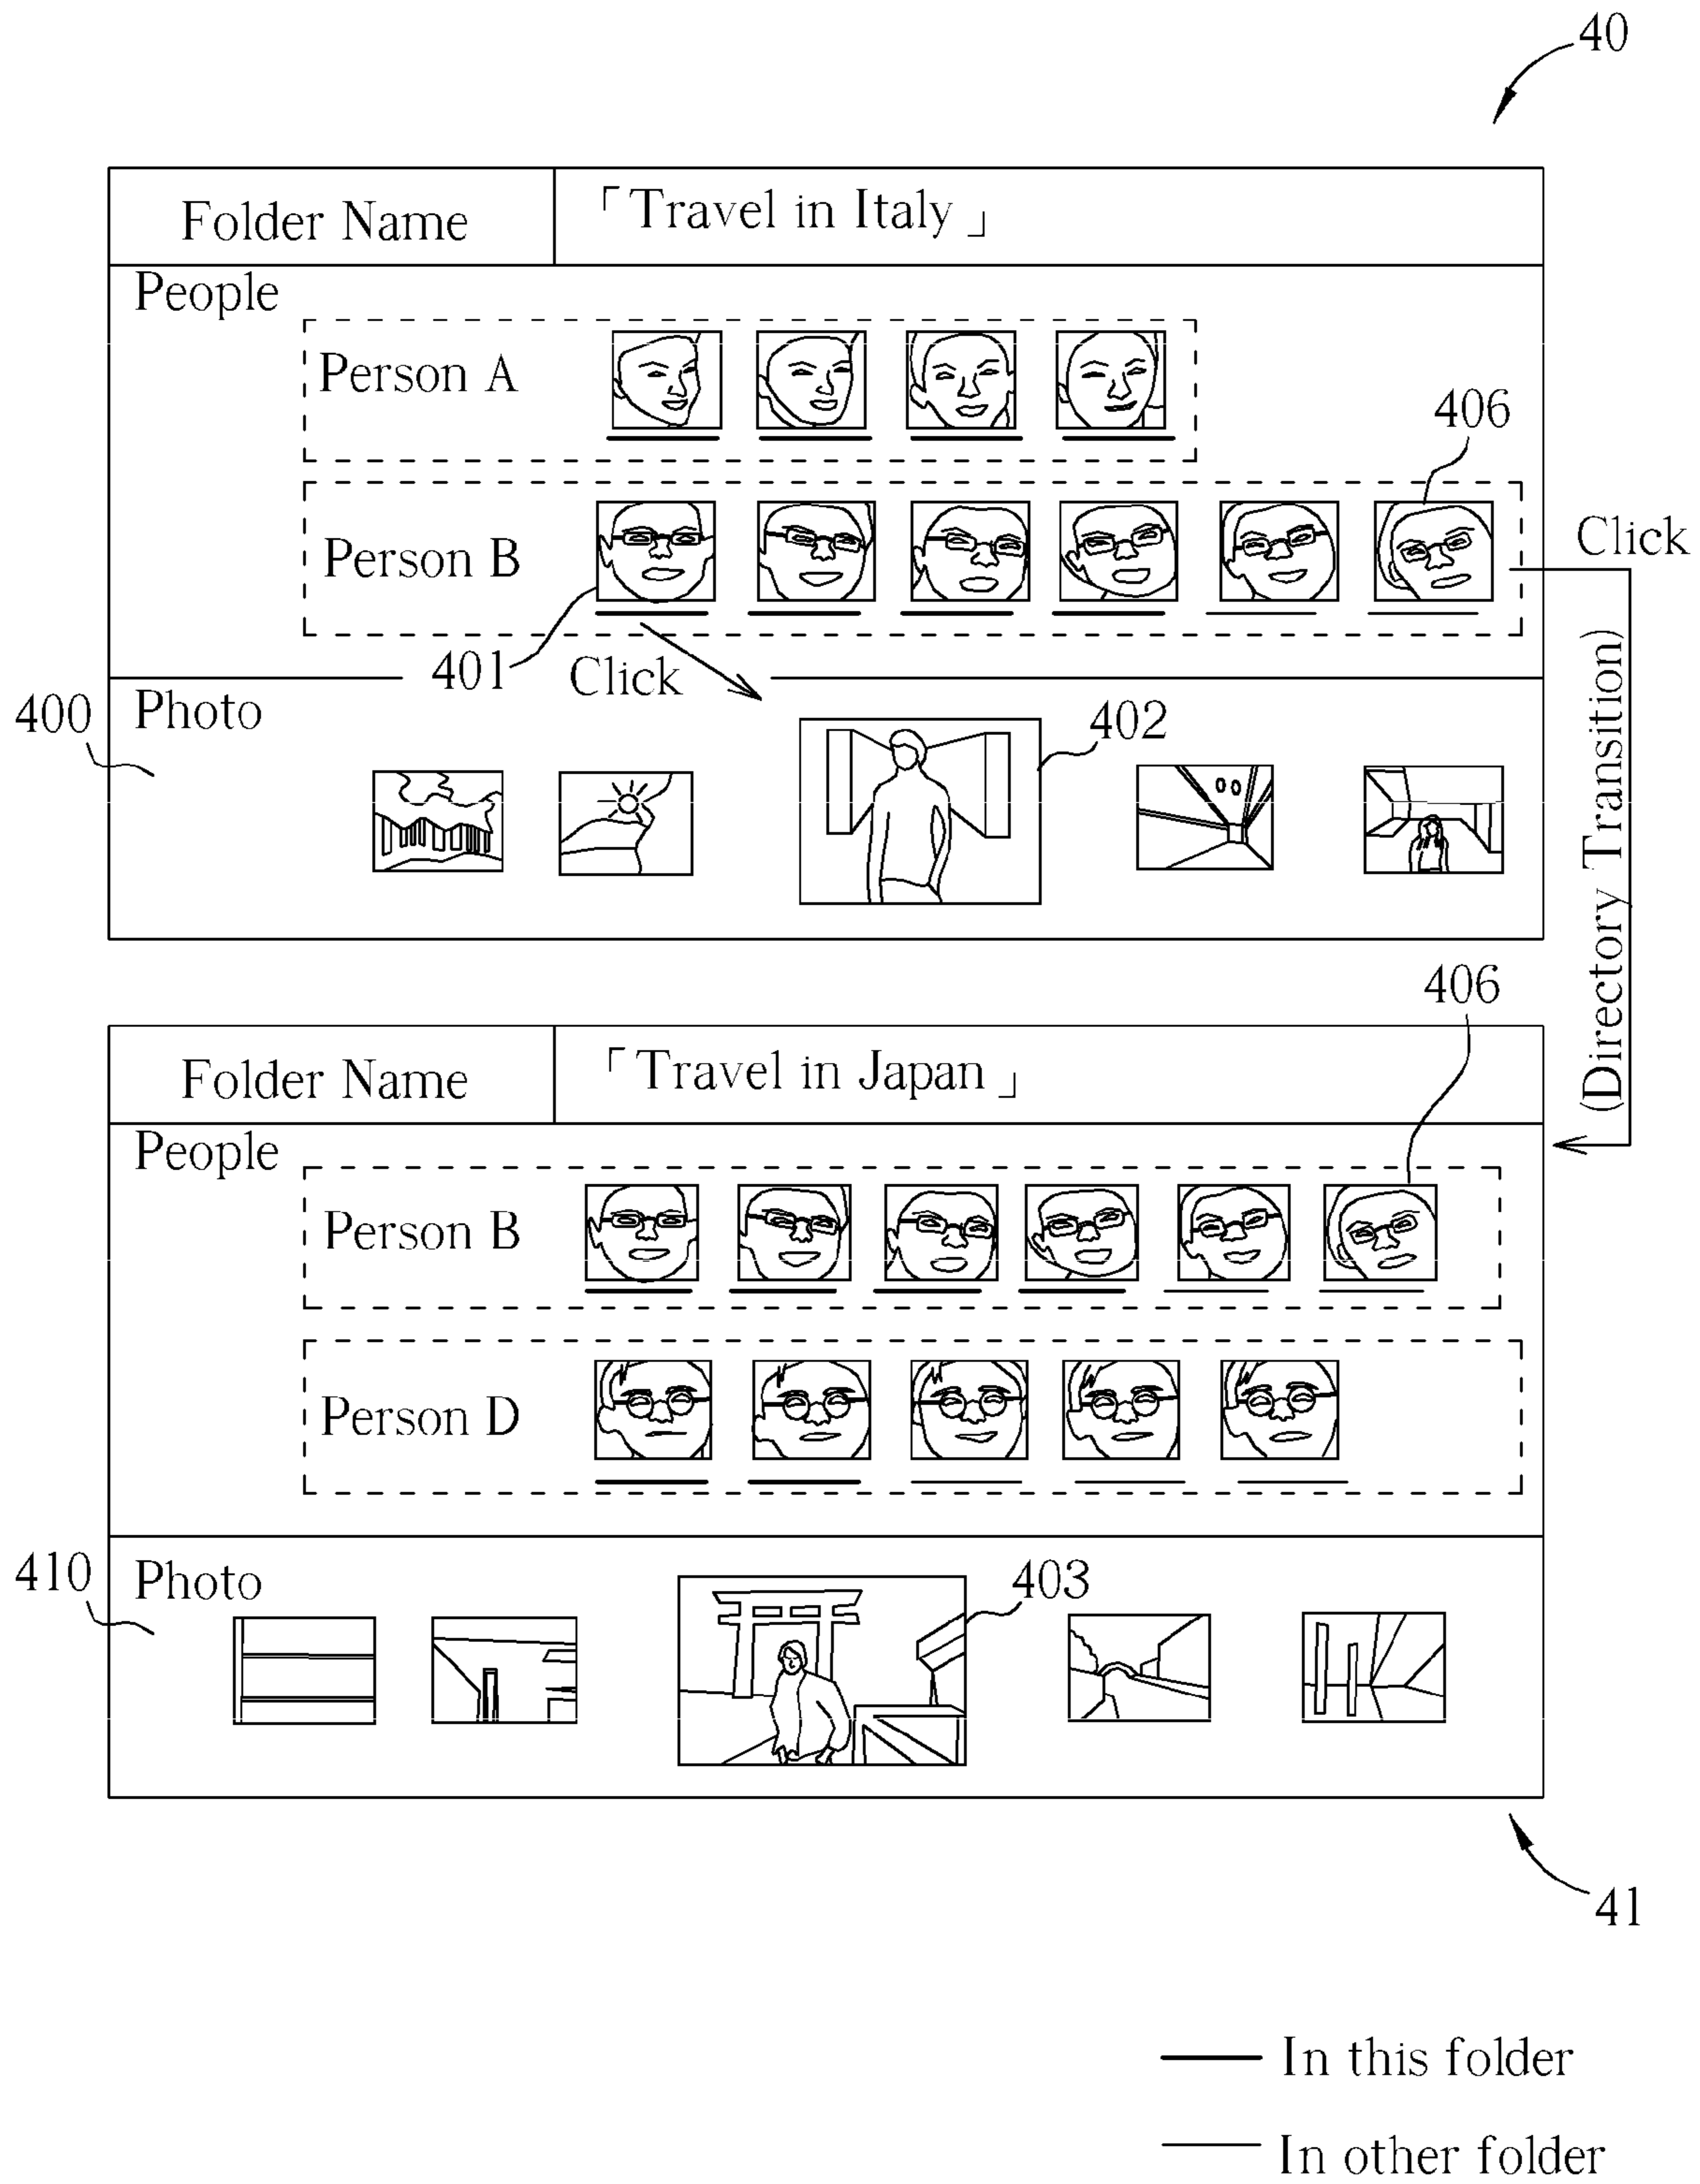 40
Folder Name 「Travel in Italy」
People
Person A
406
Person B
Click
401
Click
400
Photo
402
(Directory Transition)
406
Folder Name 「Travel in Japan」
People
Person B
Person D
410
Photo
403
41
In this folder
In other folder